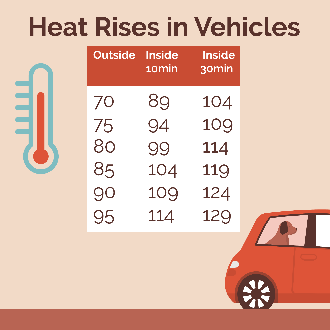 Heat Rises in Vehicles
Outside Inside Inside
10min 30min
70 89 104
75 94 109
80 99 114
85 104 119
90 109 124
95 114 129